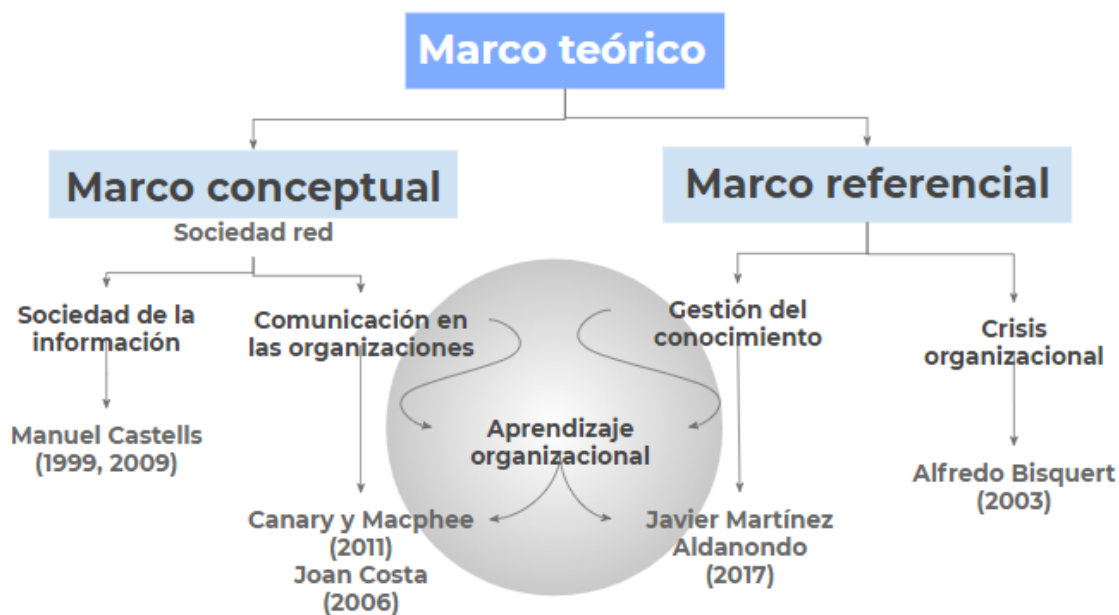 Marco teórico
Marco conceptual
Marco referencial
Sociedad red
Sociedad de la
información
Comunicación en
las organizaciones
Gestión del
conocimiento
Crisis
organizacional
Manuel Castells
(1999, 2009)
Aprendizaje
organizacional
Alfredo Bisquert
(2003)
Canary y Macphee
(2011)
Joan Costa
(2006)
Javier Martínez
Aldanondo
(2017)